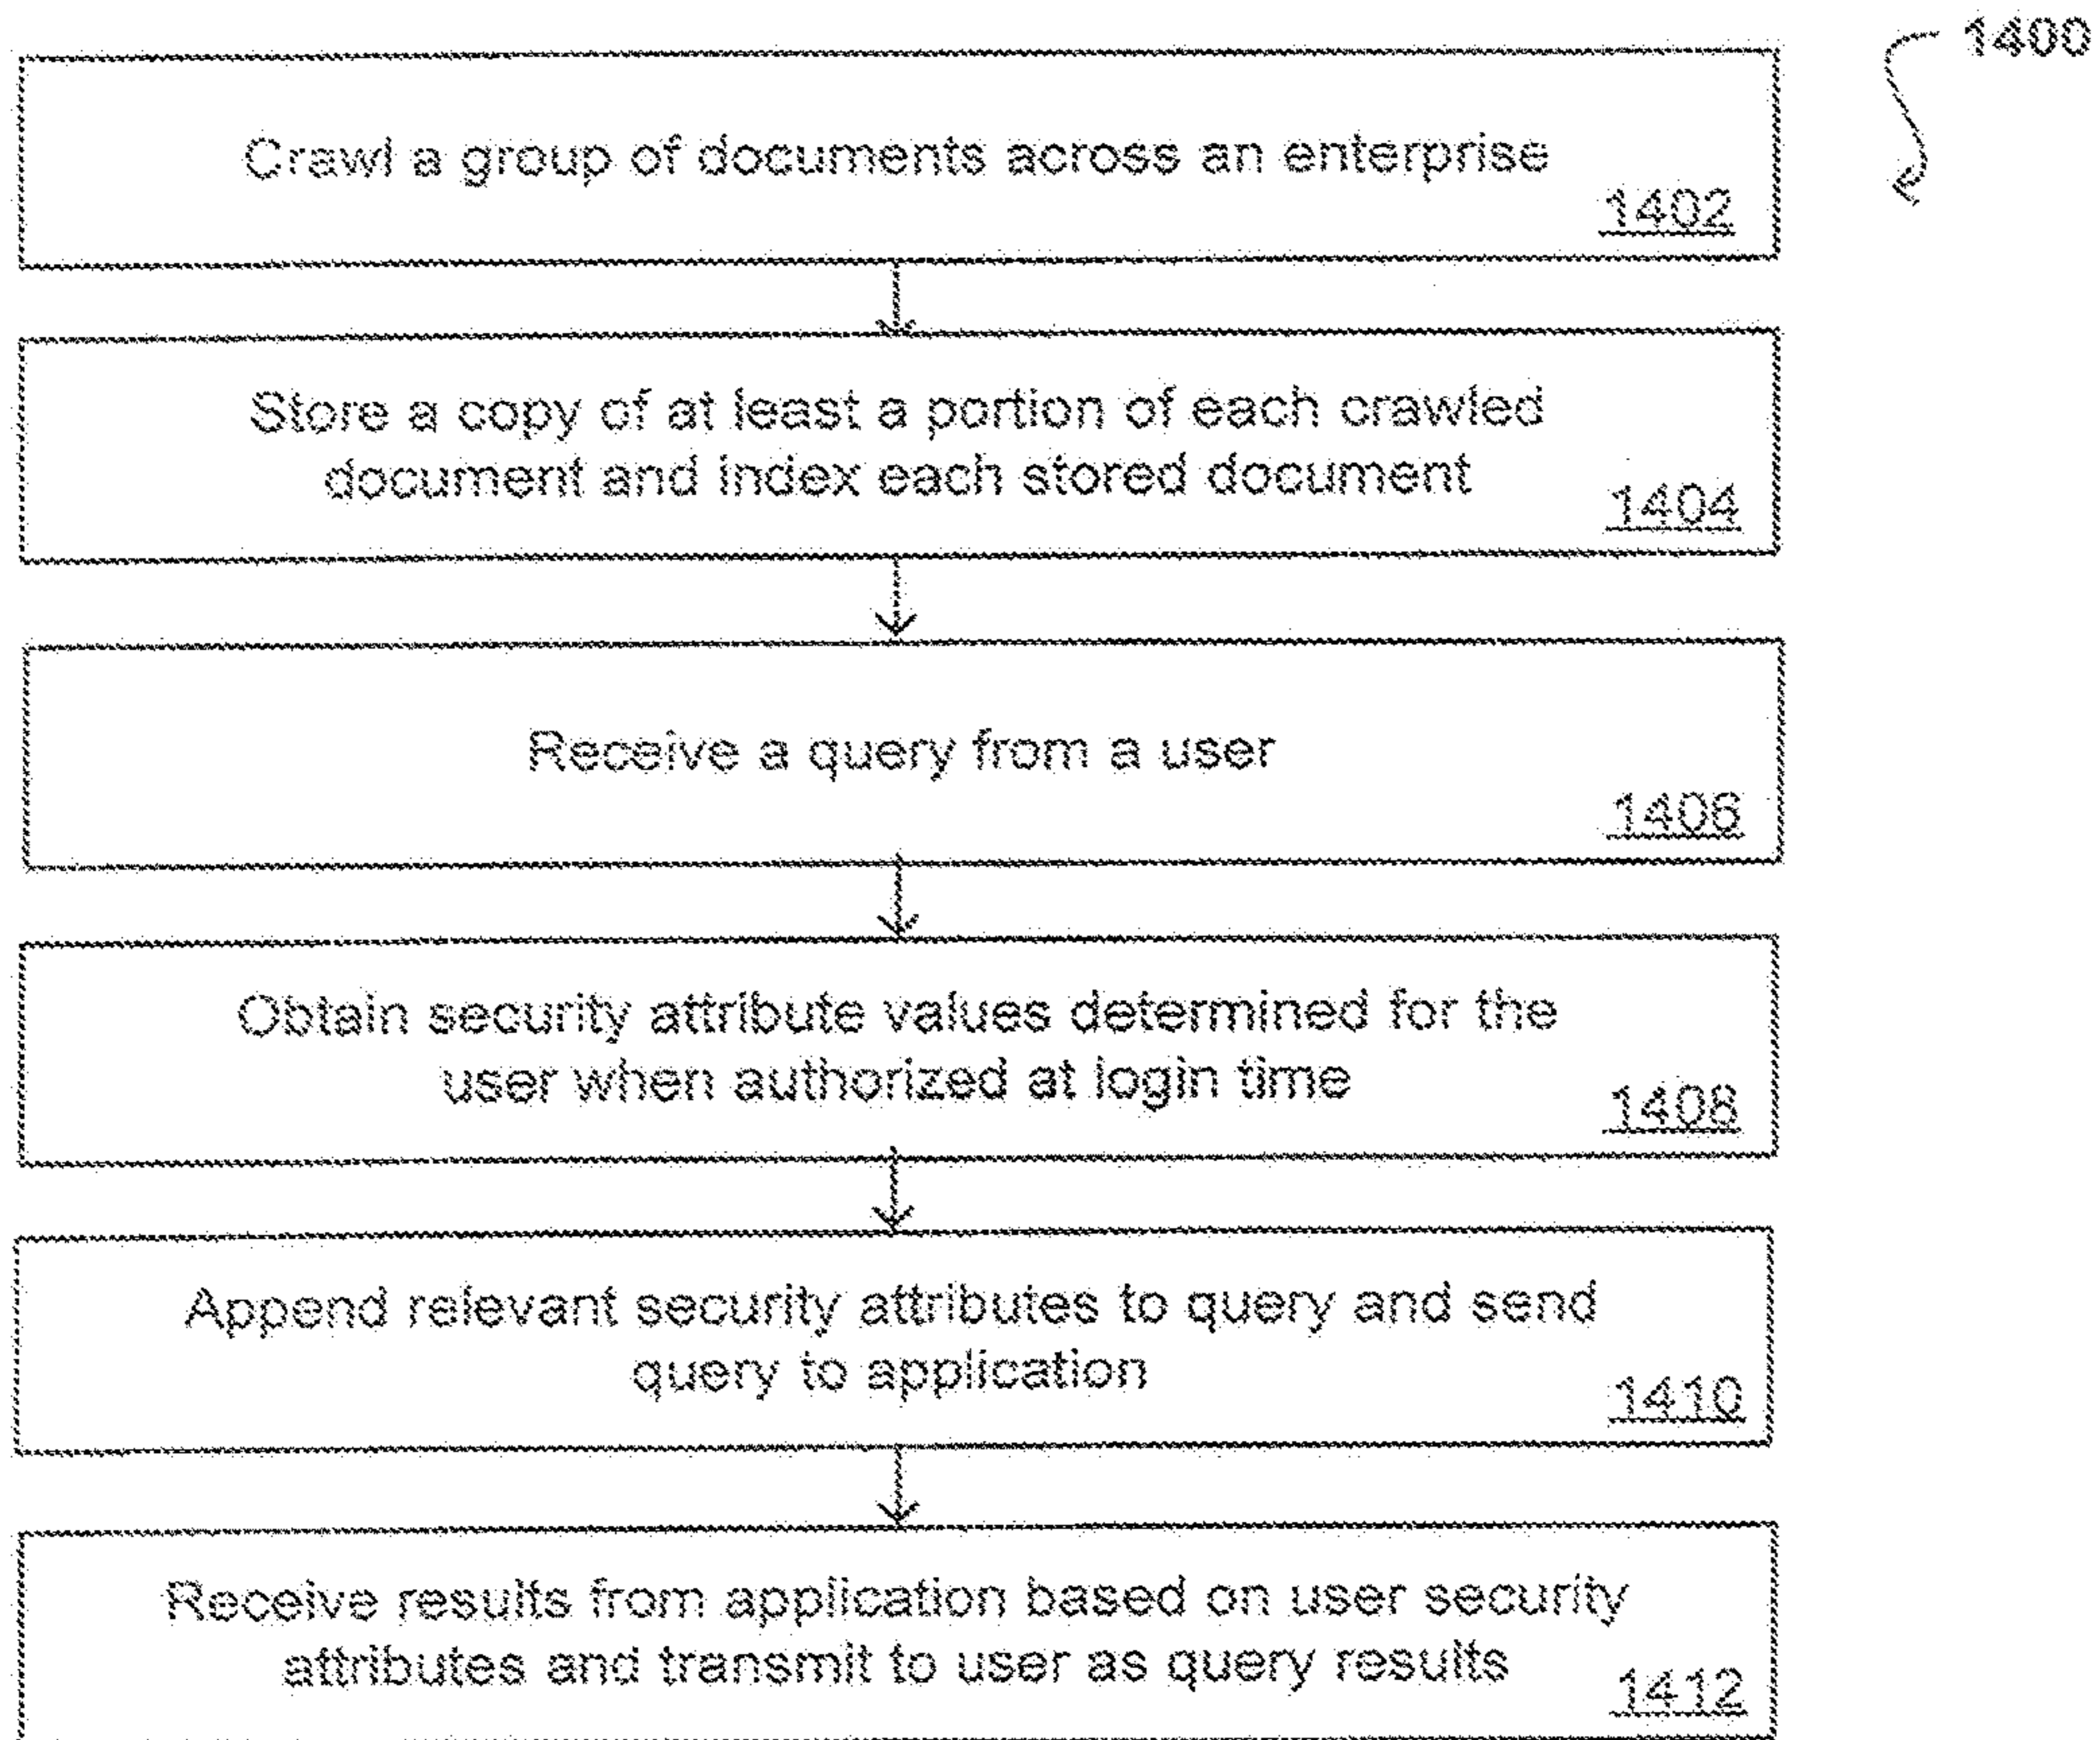 1400
Crawl a group of documents across an enterprise
1402
Store a copy of at least a portion of each crawled
document and index each stored document
1404
Receive a query from a user
1406
Obtain security attribute values determined for the
user when authorized at login time
1408
Append relevant security attributes to query and send
query to application
1410
Receive results from application based on user security
attributes and transmit to user as query results
1412